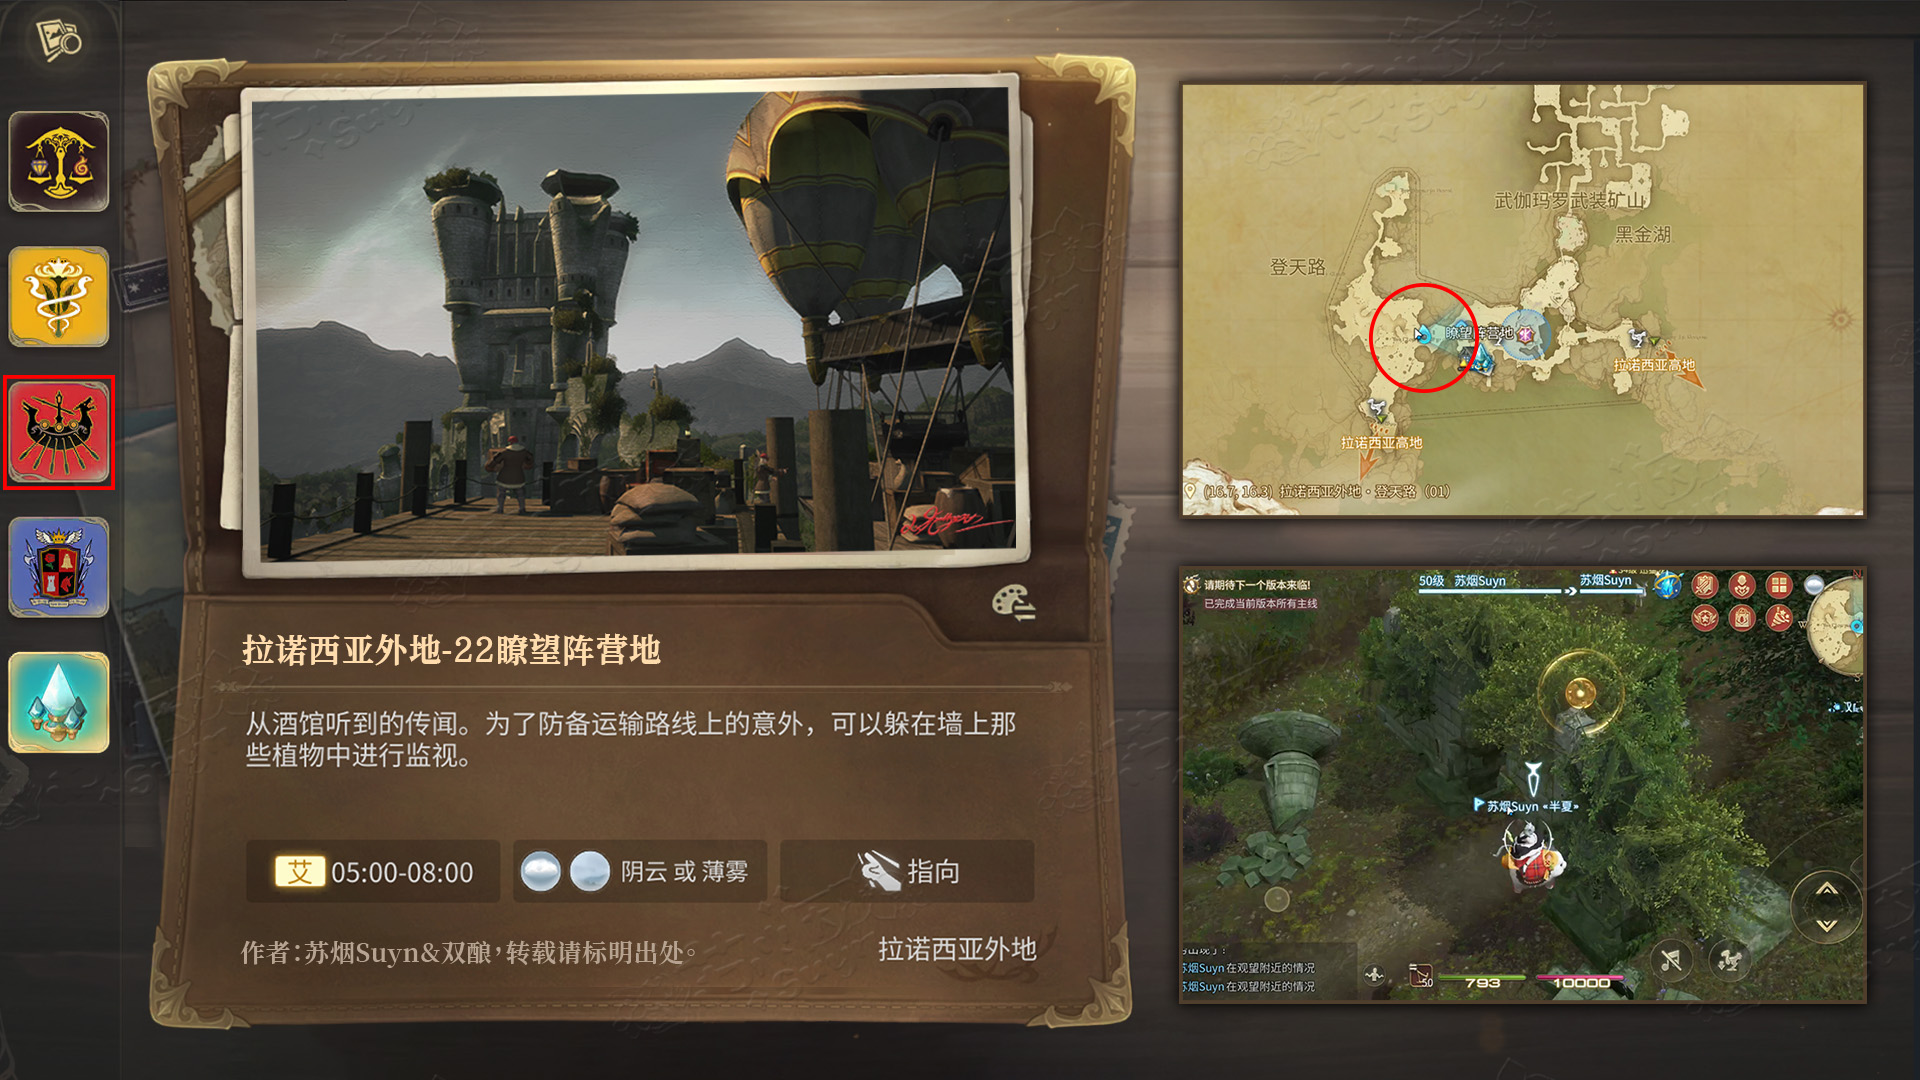 拉诺西亚外地-22瞭望阵营地
从酒馆听到的传闻。为了防备运输路线上的意外，可以躲在墙上那
些植物中进行监视。
艾 05:00-08:00
阴云 或 薄雾
指向
作者:苏烟Suyn&双酿,转载请标明出处。
拉诺西亚外地
武伽玛罗武装矿山
黑金湖
登天路
瞭望阵营地
拉诺西亚高地
拉诺西亚高地
(16.7, 16.3) 拉诺西亚外地・登天路 (01)
请期待下一个版本来临!
已完成当前版本所有主线
50级 苏烟Suyn
苏烟Suyn
苏烟Suyn «半夏»
苏烟Suyn在观望附近的情况
苏烟Suyn在观望附近的情况
50
793
10000